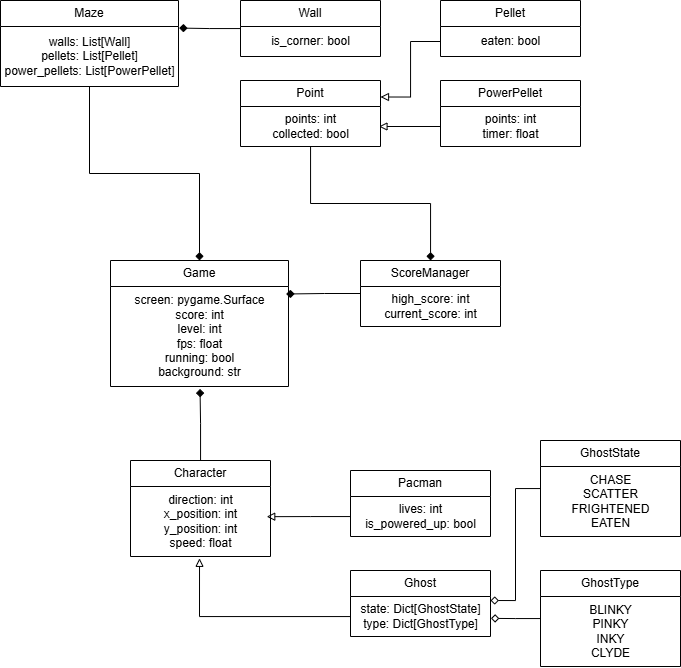 Maze
walls: List[Wall]
pellets: List[Pellet]
power_pellets: List[PowerPellet]
Wall
is_corner: bool
Pellet
eaten: bool
Point
points: int
collected: bool
PowerPellet
points: int
timer: float
Game
screen: pygame.Surface
score: int
level: int
fps: float
running: bool
background: str
ScoreManager
high_score: int
current_score: int
Character
direction: int
x_position: int
y_position: int
speed: float
Pacman
lives: int
is_powered_up: bool
GhostState
CHASE
SCATTER
FRIGHTENED
EATEN
Ghost
state: Dict[GhostState]
type: Dict[GhostType]
GhostType
BLINKY
PINKY
INKY
CLYDE